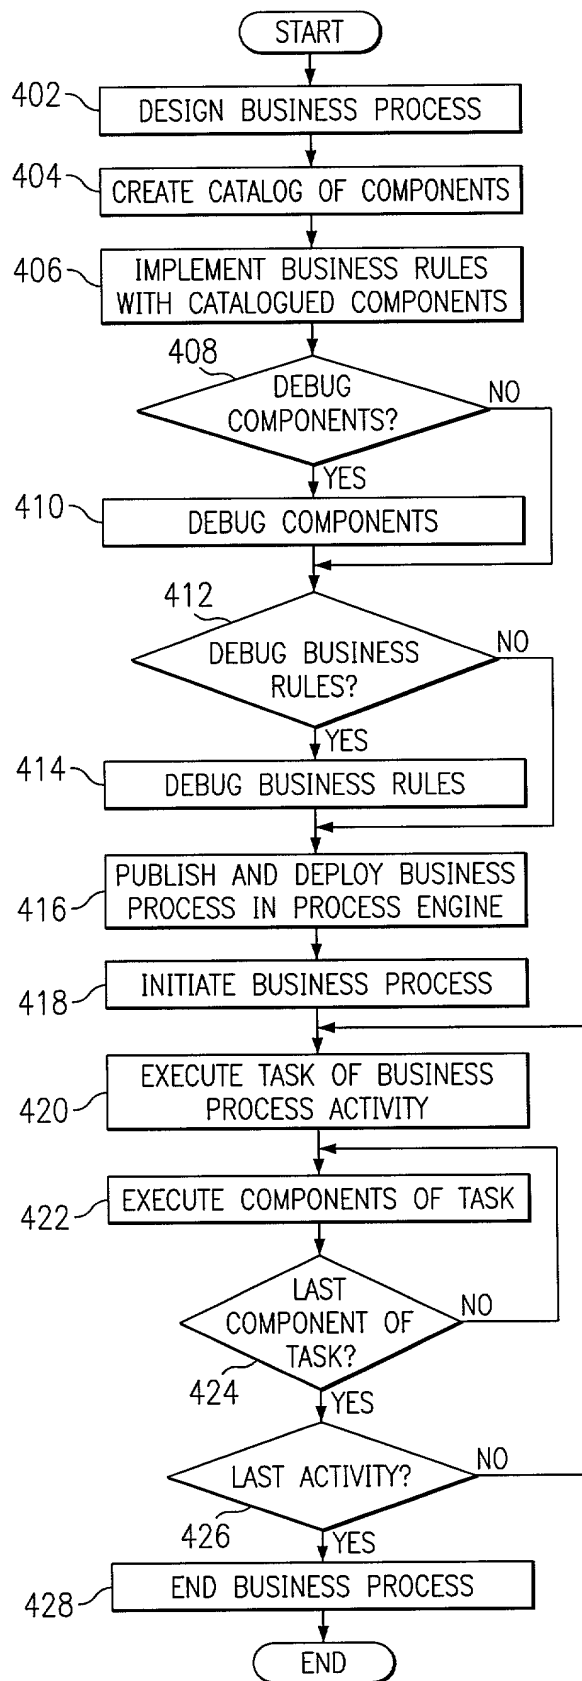 START
402
DESIGN BUSINESS PROCESS
404
CREATE CATALOG OF COMPONENTS
406
IMPLEMENT BUSINESS RULES
WITH CATALOGUED COMPONENTS
408
DEBUG
COMPONENTS?
NO
YES
410
DEBUG COMPONENTS
412
DEBUG BUSINESS
RULES?
NO
YES
414
DEBUG BUSINESS RULES
416
PUBLISH AND DEPLOY BUSINESS
PROCESS IN PROCESS ENGINE
418
INITIATE BUSINESS PROCESS
420
EXECUTE TASK OF BUSINESS
PROCESS ACTIVITY
422
EXECUTE COMPONENTS OF TASK
LAST
COMPONENT OF
TASK?
NO
424
YES
LAST ACTIVITY?
NO
426
YES
428
END BUSINESS PROCESS
END